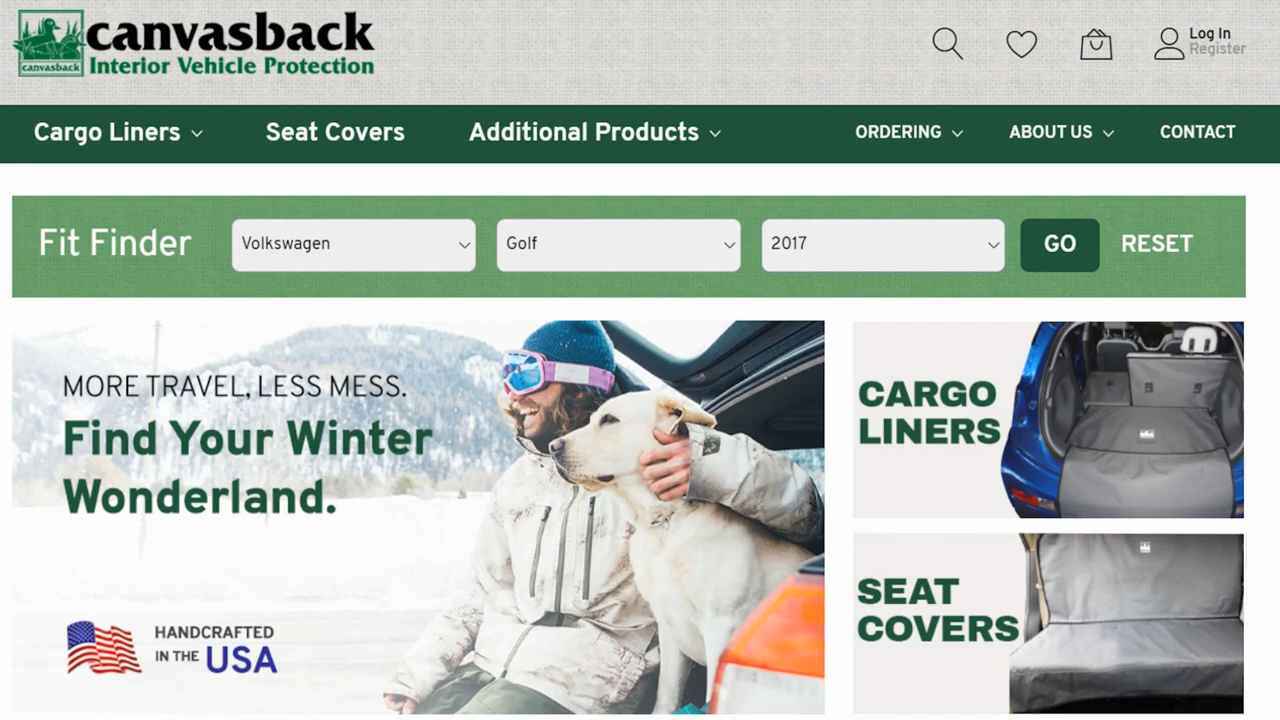 canvasback
canvasback
Interior Vehicle Protection
Log In
Register
Cargo Liners
Seat Covers
Additional Products
ORDERING
ABOUT US
CONTACT
Fit Finder
Volkswagen
Golf
2017
GO
RESET
MORE TRAVEL, LESS MESS.
Find Your Winter
Wonderland.
HANDCRAFTED
IN THE USA
CARGO
LINERS
SEAT
COVERS